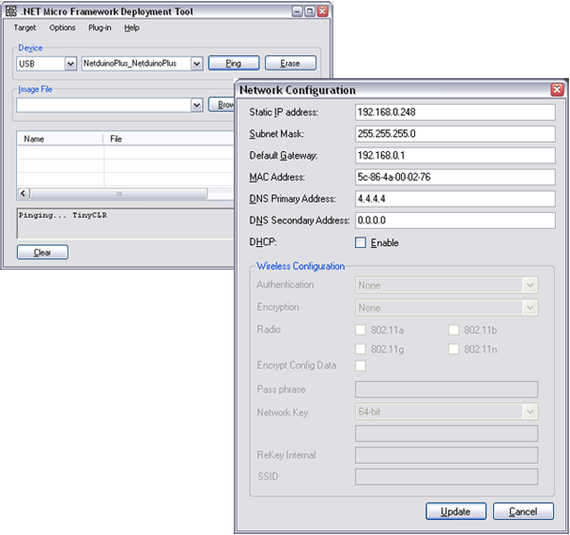 .NET Micro Framework Deployment Tool
Target Options Plug-in Help
Device
USB NetduinoPlus_NetduinoPlus Ping Erase
Image File
Name File
Pinging... TinyCLR
Clear
Network Configuration
Static IP address: 192.168.0.248
Subnet Mask: 255.255.255.0
Default Gateway: 192.168.0.1
MAC Address: 5c-86-4a-00-02-76
DNS Primary Address: 4.4.4.4
DNS Secondary Address: 0.0.0.0
DHCP: Enable
Wireless Configuration
Authentication None
Encryption None
Radio 802.11a 802.11b
802.11g 802.11n
Encrypt Config Data
Pass phrase
Network Key 64-bit
ReKey Internal
SSID
Update Cancel